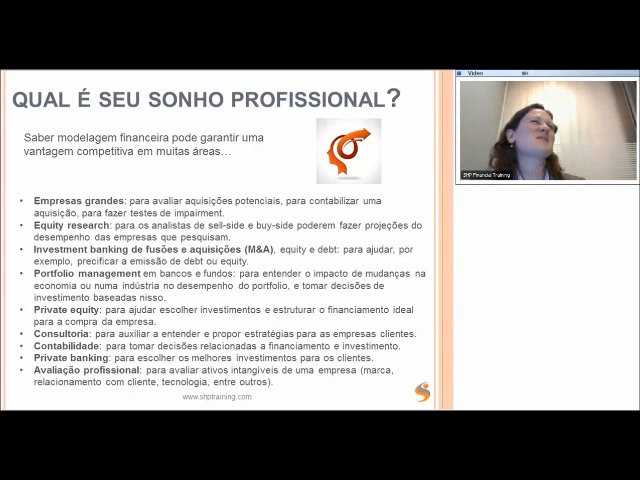 Video
QUAL É SEU SONHO PROFISSIONAL?
Saber modelagem financeira pode garantir uma
vantagem competitiva em muitas áreas…
SHP Financial Training
• Empresas grandes: para avaliar aquisições potenciais, para contabilizar uma
aquisição, para fazer testes de impairment.
• Equity research: para os analistas de sell-side e buy-side poderem fazer projeções do
desempenho das empresas que pesquisam.
• Investment banking de fusões e aquisições (M&A), equity e debt: para ajudar, por
exemplo, precificar a emissão de debt ou equity.
• Portfolio management em bancos e fundos: para entender o impacto de mudanças na
economia ou numa indústria no desempenho do portfolio, e tomar decisões de
investimento baseadas nisso.
• Private equity: para ajudar escolher investimentos e estruturar o financiamento ideal
para a compra da empresa.
• Consultoria: para auxiliar a entender e propor estratégias para as empresas clientes.
• Contabilidade: para tomar decisões relacionadas a financiamento e investimento.
• Private banking: para escolher os melhores investimentos para os clientes.
• Avaliação profissional: para avaliar ativos intangíveis de uma empresa (marca,
relacionamento com cliente, tecnologia, entre outros).
www.shptraining.com